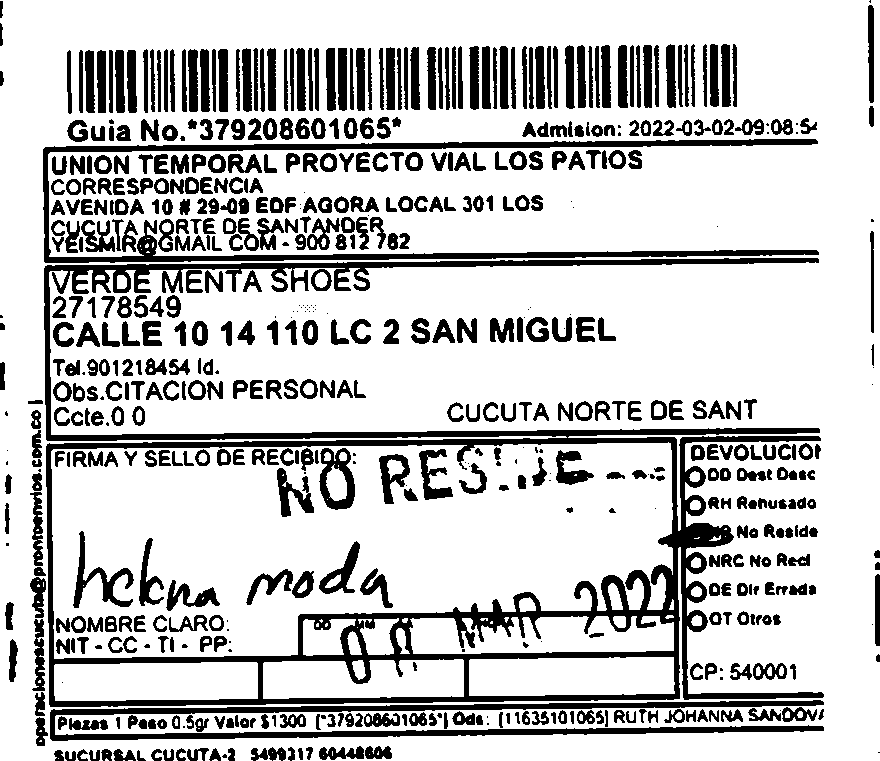 Guia No.*379208601065*
Admision: 2022-03-02-09:08:54
UNION TEMPORAL PROYECTO VIAL LOS PATIOS
CORRESPONDENCIA
AVENIDA 10 # 29-09 EDF AGORA LOCAL 301 LOS
CUCUTA NORTE DE SANTANDER
YEISMIR@GMAIL COM - 900 812 782
VERDE MENTA SHOES
27178549
CALLE 10 14 110 LC 2 SAN MIGUEL
Tel.901218454 Id.
Obs.CITACION PERSONAL
Ccte.0 0
CUCUTA NORTE DE SANT
operacionescucuta@prontoenvios.com.co |
FIRMA Y SELLO DE RECIBIDO:
NO RESIDE
helena moda
NOMBRE CLARO:
NIT - CC - TI - PP:
DD MM AA
MAR 2022
DEVOLUCION
DD Dest Desc
RH Rehusado
No Reside
NRC No Recl
DE Dir Errada
OT Otros
CP: 540001
Piezas 1 Peso 0.5gr Valor $1300 [*379208601065*] Ods: [11635101065] RUTH JOHANNA SANDOVA
SUCURSAL CUCUTA-2 5499317 60448606